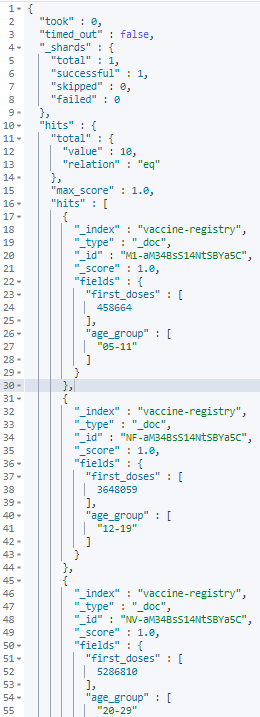 1 {
2 "took" : 0,
3 "timed_out" : false,
4 "_shards" : {
5 "total" : 1,
6 "successful" : 1,
7 "skipped" : 0,
8 "failed" : 0
9 },
10 "hits" : {
11 "total" : {
12 "value" : 10,
13 "relation" : "eq"
14 },
15 "max_score" : 1.0,
16 "hits" : [
17 {
18 "_index" : "vaccine-registry",
19 "_type" : "_doc",
20 "_id" : "M1-aM34BsS14NtSBYa5C",
21 "_score" : 1.0,
22 "fields" : {
23 "first_doses" : [
24 458664
25 ],
26 "age_group" : [
27 "05-11"
28 ]
29 }
30 },
31 {
32 "_index" : "vaccine-registry",
33 "_type" : "_doc",
34 "_id" : "NF-aM34BsS14NtSBYa5C",
35 "_score" : 1.0,
36 "fields" : {
37 "first_doses" : [
38 3648059
39 ],
40 "age_group" : [
41 "12-19"
42 ]
43 }
44 },
45 {
46 "_index" : "vaccine-registry",
47 "_type" : "_doc",
48 "_id" : "NV-aM34BsS14NtSBYa5C",
49 "_score" : 1.0,
50 "fields" : {
51 "first_doses" : [
52 5286810
53 ],
54 "age_group" : [
55 "20-29"